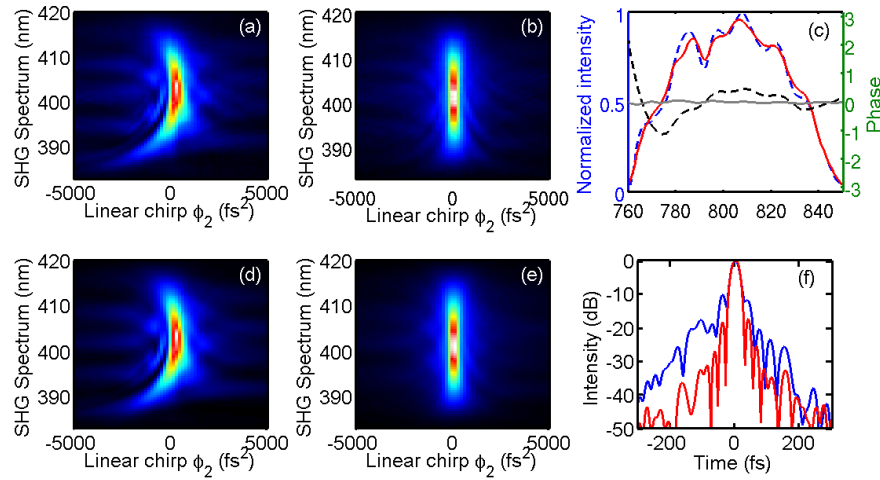 420
410
400
390
SHG Spectrum (nm)
(a)
-5000
0
5000
Linear chirp ϕ₂ (fs²)
420
410
400
390
SHG Spectrum (nm)
(b)
-5000
0
5000
Linear chirp ϕ₂ (fs²)
1
0.5
0
Normalized intensity
(c)
3
2
1
0
-1
-2
-3
Phase
760
780
800
820
840
420
410
400
390
SHG Spectrum (nm)
(d)
-5000
0
5000
Linear chirp ϕ₂ (fs²)
420
410
400
390
SHG Spectrum (nm)
(e)
-5000
0
5000
Linear chirp ϕ₂ (fs²)
0
-10
-20
-30
-40
-50
Intensity (dB)
(f)
-200
0
200
Time (fs)